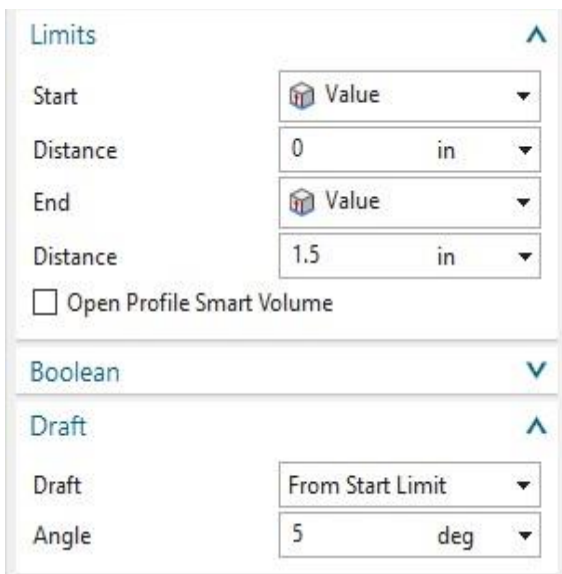 Limits
Start Value
Distance 0 in
End Value
Distance 1.5 in
Open Profile Smart Volume
Boolean
Draft
Draft From Start Limit
Angle 5 deg